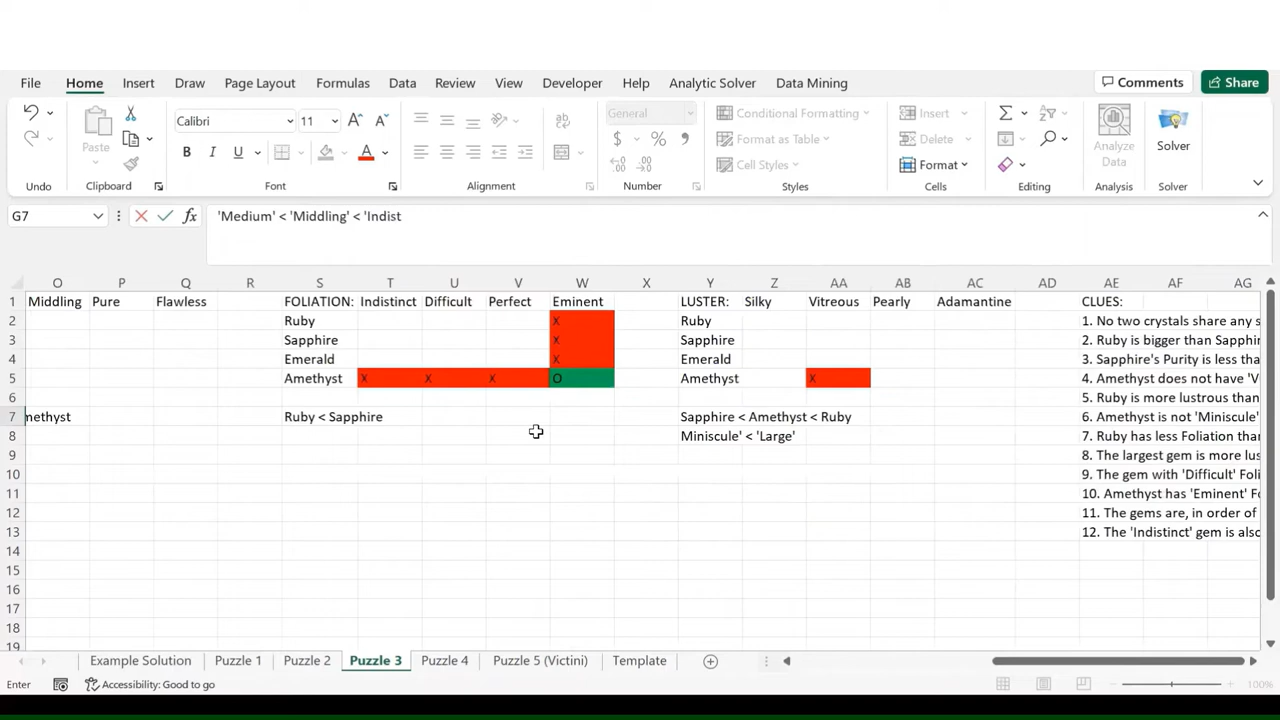 File Home Insert Draw Page Layout Formulas Data Review View Developer Help Analytic Solver Data Mining Comments Share
Calibri 11 General Conditional Formatting Insert
Paste B I U A $ % Format as Table Delete Analyze Data Solver
Cell Styles Format
Undo Clipboard Font Alignment Number Styles Cells Editing Analysis Solver
G7 fx 'Medium' < 'Middling' < 'Indist
O P Q R S T U V W X Y Z AA AB AC AD AE AF AG
1 Middling Pure Flawless FOLIATION: Indistinct Difficult Perfect Eminent LUSTER: Silky Vitreous Pearly Adamantine CLUES:
2 Ruby X Ruby 1. No two crystals share any s
3 Sapphire X Sapphire 2. Ruby is bigger than Sapphir
4 Emerald X Emerald 3. Sapphire's Purity is less tha
5 Amethyst X X X O Amethyst X 4. Amethyst does not have 'V
6 5. Ruby is more lustrous than
7 methyst Ruby < Sapphire Sapphire < Amethyst < Ruby 6. Amethyst is not 'Miniscule'
8 Miniscule' < 'Large' 7. Ruby has less Foliation than
9 8. The largest gem is more lus
10 9. The gem with 'Difficult' Foli
11 10. Amethyst has 'Eminent' Fo
12 11. The gems are, in order of
13 12. The 'Indistinct' gem is also
14
15
16
17
18
19
Example Solution Puzzle 1 Puzzle 2 Puzzle 3 Puzzle 4 Puzzle 5 (Victini) Template
Enter Accessibility: Good to go 100%